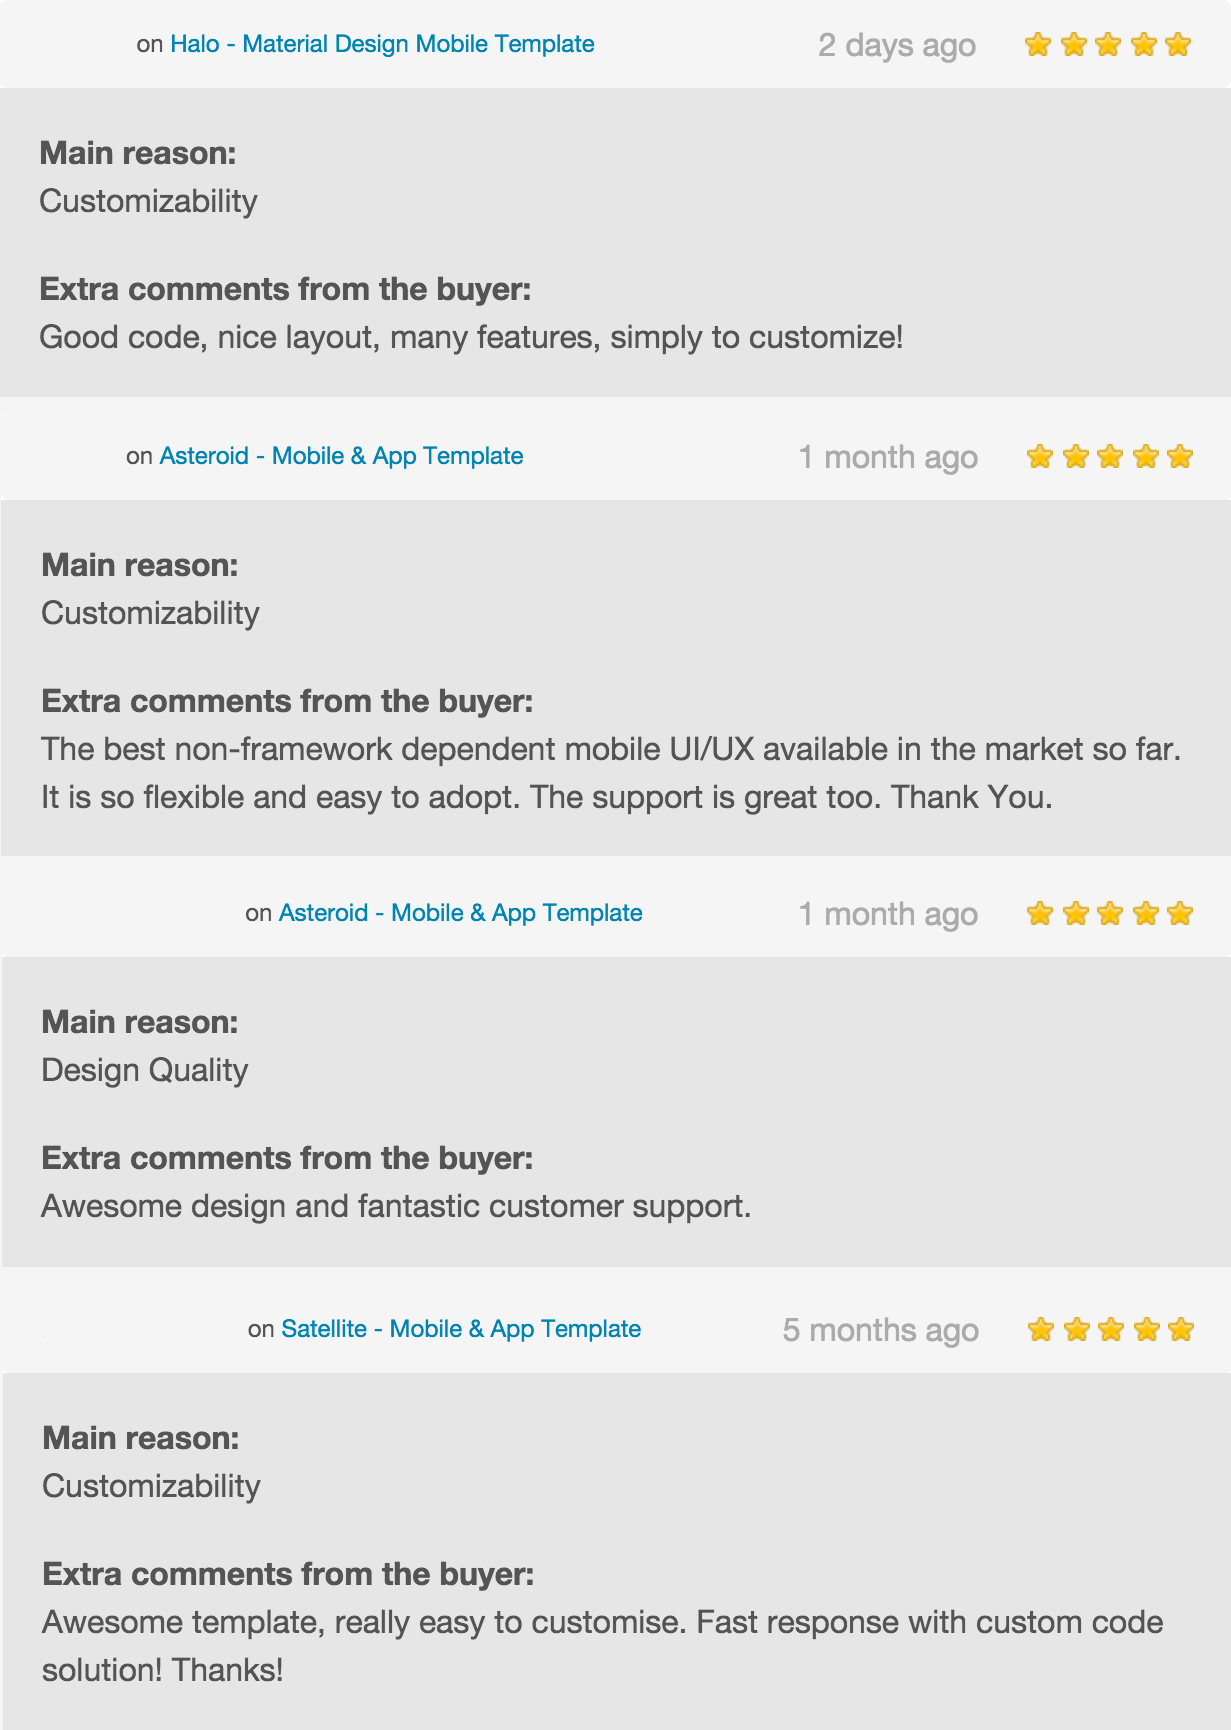 on Halo - Material Design Mobile Template 2 days ago
Main reason:
Customizability
Extra comments from the buyer:
Good code, nice layout, many features, simply to customize!
on Asteroid - Mobile & App Template 1 month ago
Main reason:
Customizability
Extra comments from the buyer:
The best non-framework dependent mobile UI/UX available in the market so far.
It is so flexible and easy to adopt. The support is great too. Thank You.
on Asteroid - Mobile & App Template 1 month ago
Main reason:
Design Quality
Extra comments from the buyer:
Awesome design and fantastic customer support.
on Satellite - Mobile & App Template 5 months ago
Main reason:
Customizability
Extra comments from the buyer:
Awesome template, really easy to customise. Fast response with custom code
solution! Thanks!